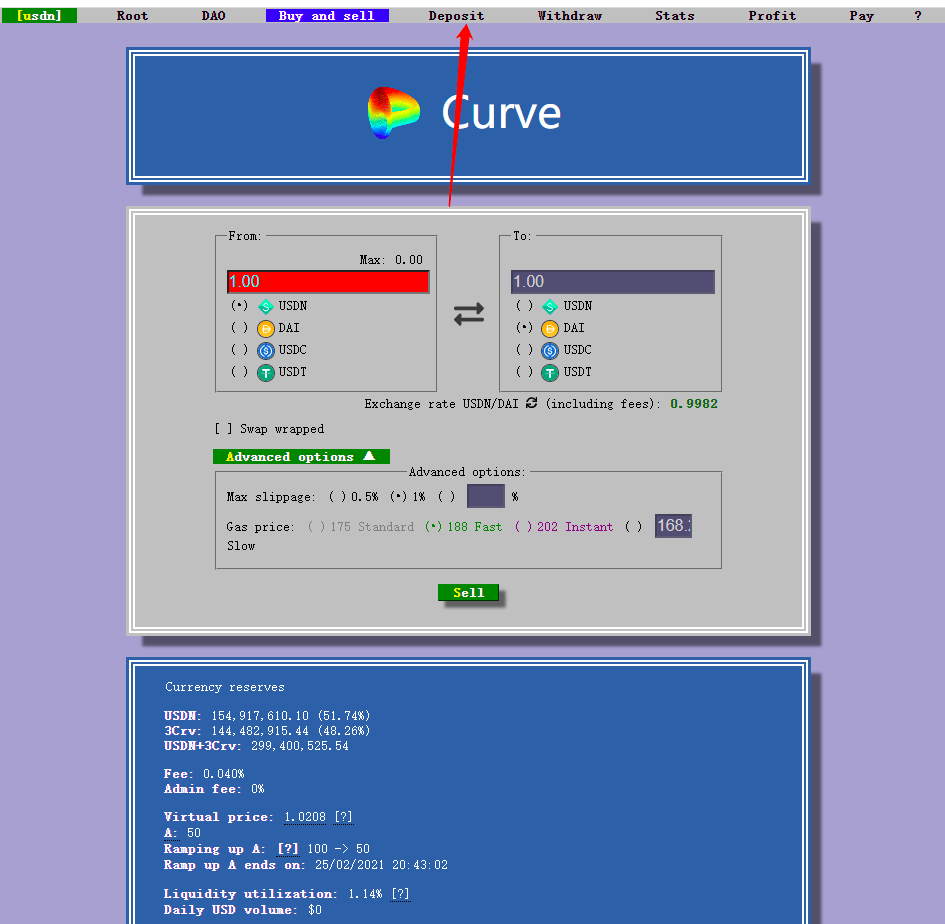 [usdn] Root DAO Buy and sell Deposit Withdraw Stats Profit Pay ?
Curve
From: To:
Max: 0.00
1.00 1.00
(•) USDN ( ) USDN
( ) DAI (•) DAI
( ) USDC ( ) USDC
( ) USDT ( ) USDT
Exchange rate USDN/DAI (including fees): 0.9982
[ ] Swap wrapped
Advanced options ▲
Advanced options:
Max slippage: ( )0.5% (•)1% ( ) %
Gas price: ( )175 Standard (•)188 Fast ( )202 Instant ( ) 168.
Slow
Sell
Currency reserves
USDN: 154,917,610.10 (51.74%)
3Crv: 144,482,915.44 (48.26%)
USDN+3Crv: 299,400,525.54
Fee: 0.040%
Admin fee: 0%
Virtual price: 1.0208 [?]
A: 50
Ramping up A: [?] 100 -> 50
Ramp up A ends on: 25/02/2021 20:43:02
Liquidity utilization: 1.14% [?]
Daily USD volume: $0